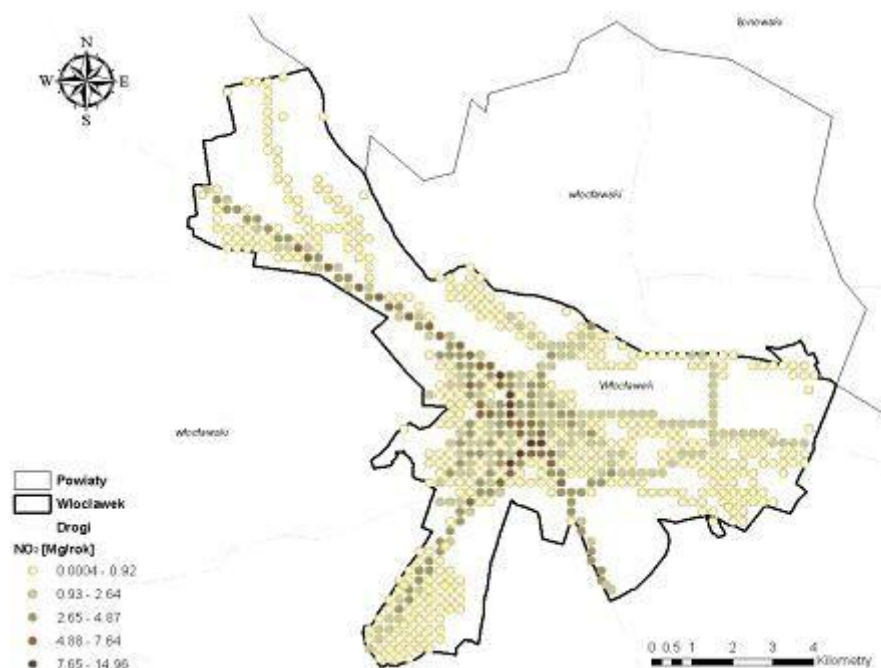 lipnowski
N
W E
S
włocławski
Włocławek
włocławski
Powiaty
Włocławek
Drogi
NO₂ [Mg/rok]
0.0004 - 0.92
0.93 - 2.64
2.65 - 4.87
4.88 - 7.64
7.65 - 14.96
0 0.5 1 2 3 4
Kilometry